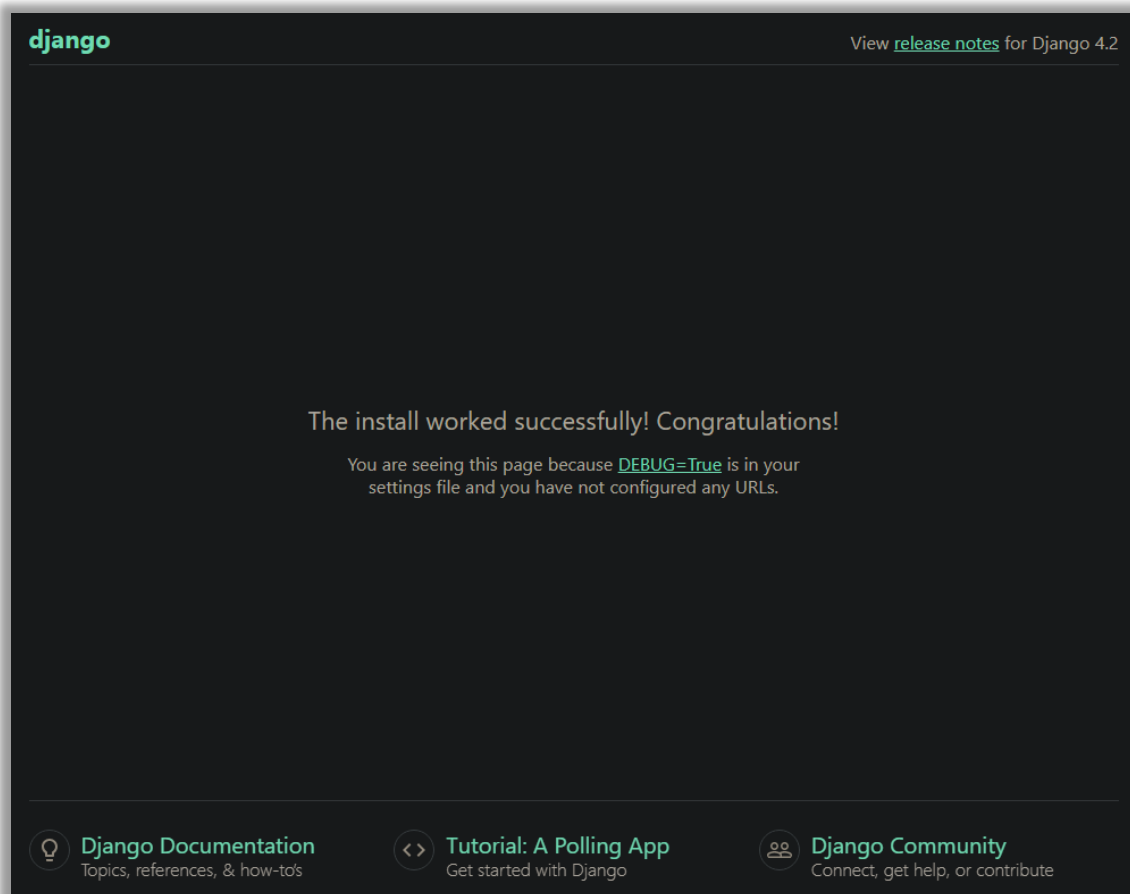 django
View release notes for Django 4.2
The install worked successfully! Congratulations!
You are seeing this page because DEBUG=True is in your
settings file and you have not configured any URLs.
Django Documentation
Topics, references, & how-to's
Tutorial: A Polling App
Get started with Django
Django Community
Connect, get help, or contribute